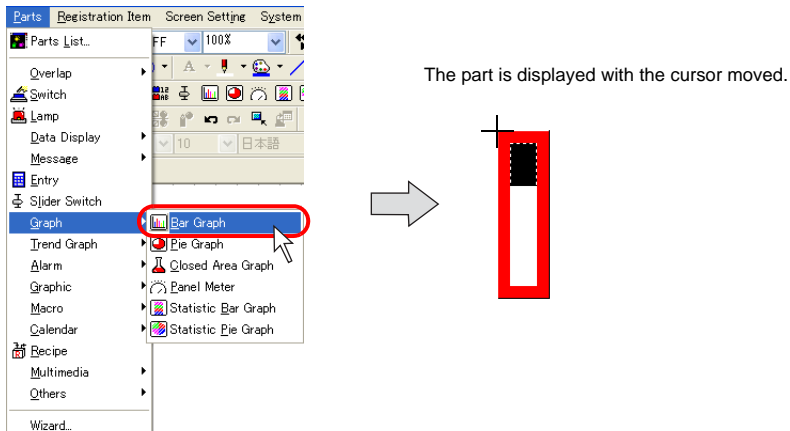 Parts Registration Item Screen Setting System
Parts List...
FF 100%
Overlap
A
Switch
Lamp
Data Display
10 日本語
Message
Entry
Slider Switch
Graph
Bar Graph
Trend Graph
Pie Graph
Alarm
Closed Area Graph
Graphic
Panel Meter
Macro
Statistic Bar Graph
Calendar
Statistic Pie Graph
Recipe
Multimedia
Others
Wizard...
The part is displayed with the cursor moved.